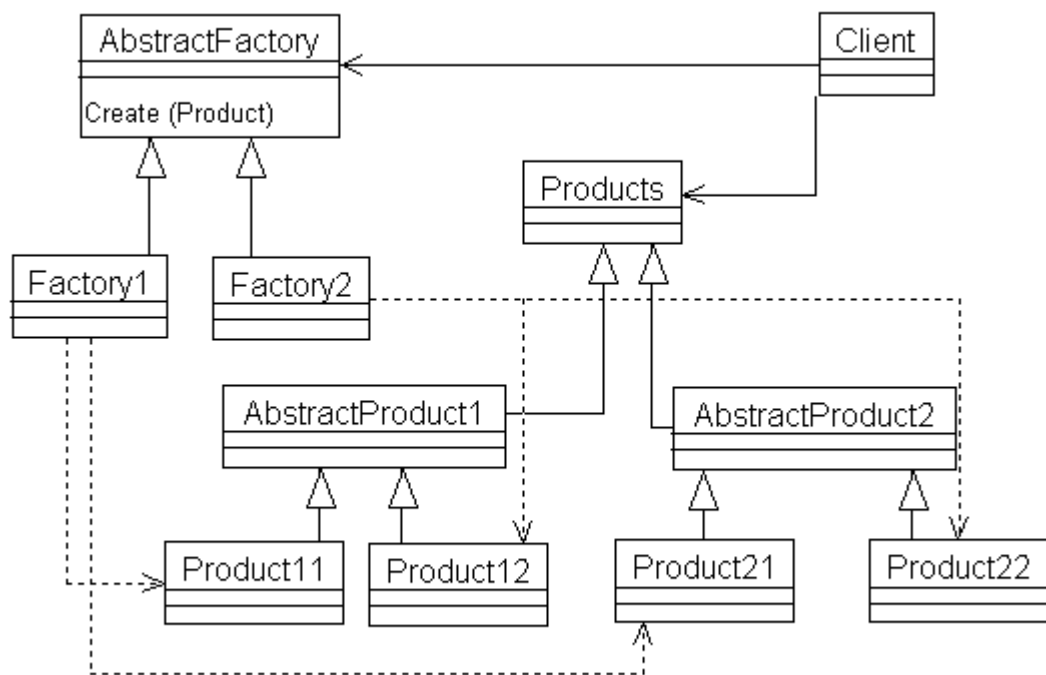 AbstractFactory
Client
Create (Product)
Products
Factory1
Factory2
AbstractProduct1
AbstractProduct2
Product11
Product12
Product21
Product22